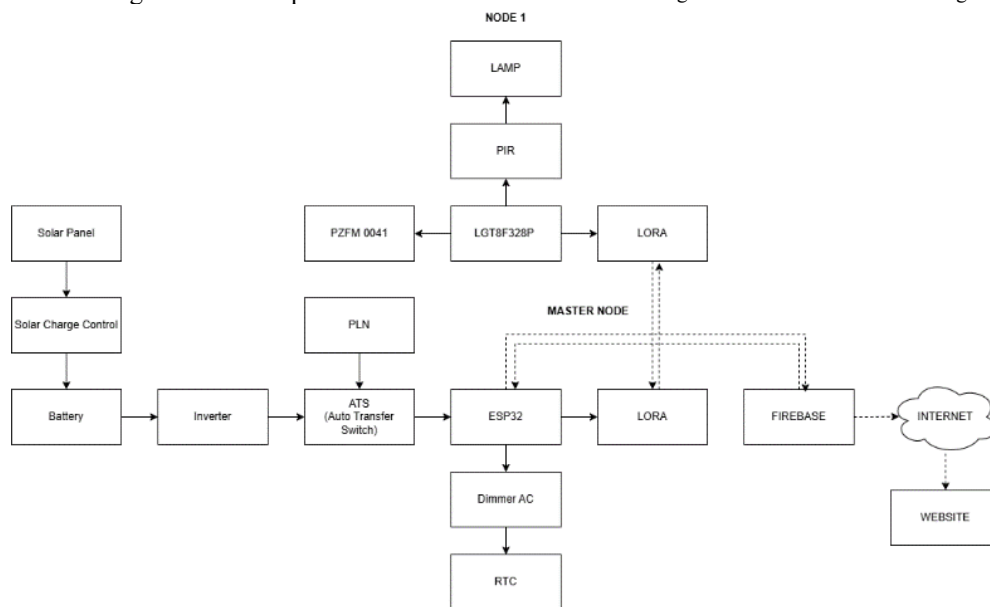 NODE 1
LAMP
PIR
Solar Panel
PZFM 0041
LGT8F328P
LORA
Solar Charge Control
PLN
MASTER NODE
Battery
Inverter
ATS
(Auto Transfer
Switch)
ESP32
LORA
FIREBASE
INTERNET
Dimmer AC
WEBSITE
RTC